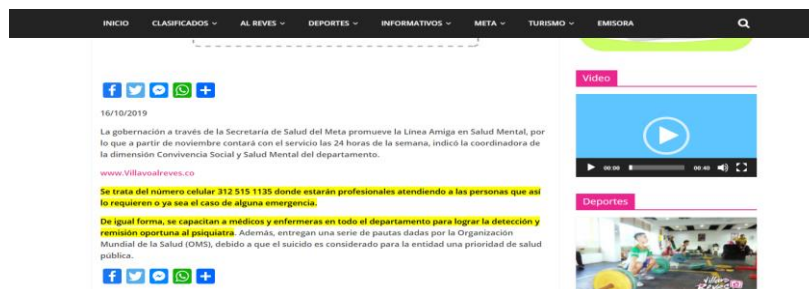 INICIO CLASIFICADOS AL REVES DEPORTES INFORMATIVOS META TURISMO EMISORA
16/10/2019
La gobernación a través de la Secretaría de Salud del Meta promueve la Línea Amiga en Salud Mental, por
lo que a partir de noviembre contará con el servicio las 24 horas de la semana, indicó la coordinadora de
la dimensión Convivencia Social y Salud Mental del departamento.
www.Villavoalreves.co
Se trata del número celular 312 515 1135 donde estarán profesionales atendiendo a las personas que así
lo requieren o ya sea el caso de alguna emergencia.
De igual forma, se capacitan a médicos y enfermeras en todo el departamento para lograr la detección y
remisión oportuna al psiquiatra. Además, entregan una serie de pautas dadas por la Organización
Mundial de la Salud (OMS), debido a que el suicido es considerado para la entidad una prioridad de salud
pública.
Video
00:00 00:40
Deportes